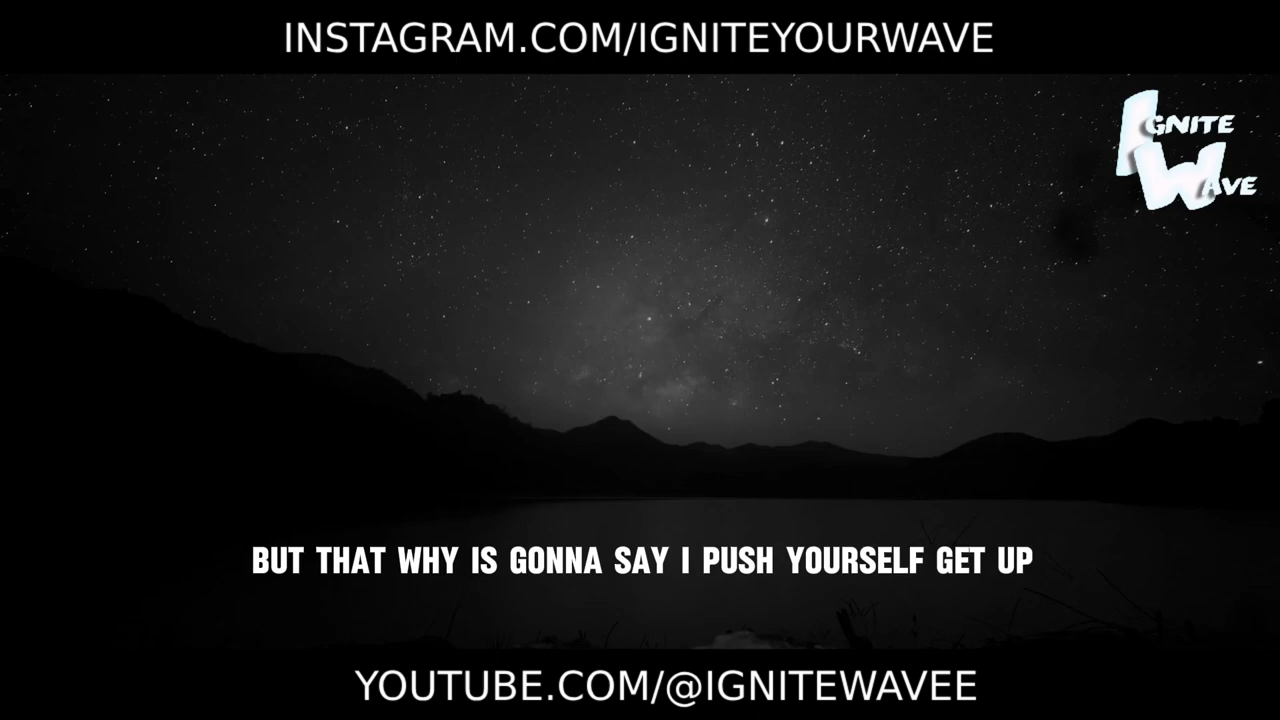 INSTAGRAM.COM/IGNITEYOURWAVE
IGNITE
WAVE
BUT THAT WHY IS GONNA SAY I PUSH YOURSELF GET UP
YOUTUBE.COM/@IGNITEWAVEE